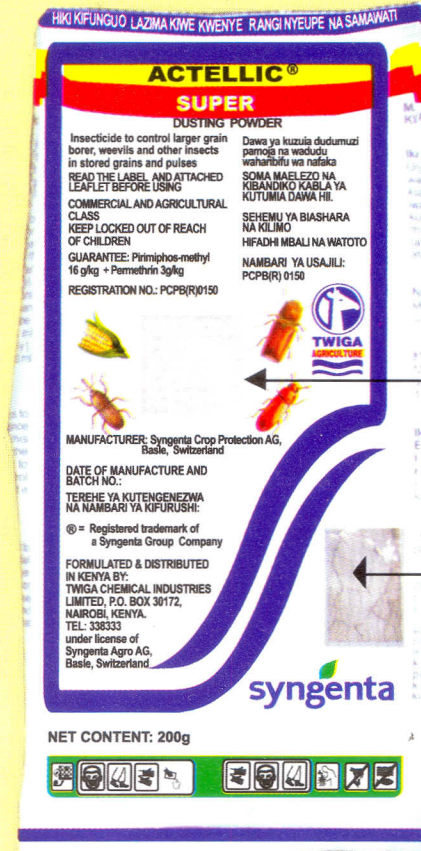 HIKI KIFUNGUO LAZIMA KIWE KWENYE RANGI NYEUPE NA SAMAWATI
ACTELLIC®
SUPER
DUSTING POWDER
Insecticide to control larger grain
borer, weevils and other insects
in stored grains and pulses
READ THE LABEL AND ATTACHED
LEAFLET BEFORE USING
COMMERCIAL AND AGRICULTURAL
CLASS
KEEP LOCKED OUT OF REACH
OF CHILDREN
GUARANTEE: Pirimiphos-methyl
16 g/kg + Permethrin 3g/kg
REGISTRATION NO.: PCPB(R)0150
Dawa ya kuzuia dudumuzi
pamoja na wadudu
waharibifu wa nafaka
SOMA MAELEZO NA
KIBANDIKO KABLA YA
KUTUMIA DAWA HII.
SEHEMU YA BIASHARA
NA KILIMO
HIFADHI MBALI NA WATOTO
NAMBARI YA USAJILI:
PCPB(R) 0150
TWIGA
AGRICULTURE
MANUFACTURER: Syngenta Crop Protection AG,
Basle, Switzerland
DATE OF MANUFACTURE AND
BATCH NO.:
TEREHE YA KUTENGENEZWA
NA NAMBARI YA KIFURUSHI:
® = Registered trademark of
a Syngenta Group Company
FORMULATED & DISTRIBUTED
IN KENYA BY:
TWIGA CHEMICAL INDUSTRIES
LIMITED, P.O. BOX 30172,
NAIROBI, KENYA.
TEL: 338333
under license of
Syngenta Agro AG,
Basle, Switzerland
syngenta
NET CONTENT: 200g